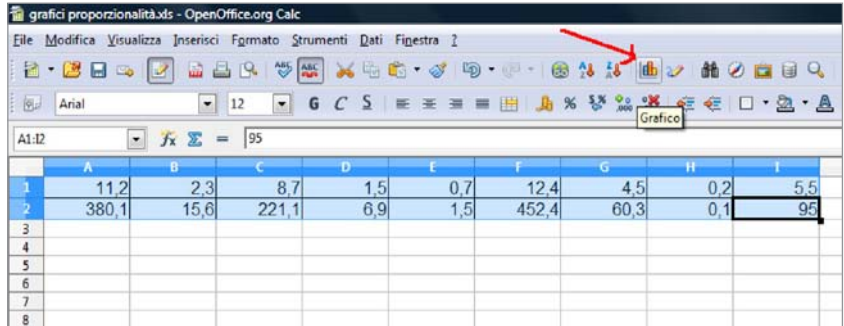 grafici proporzionalità.xls - OpenOffice.org Calc
File Modifica Visualizza Inserisci Formato Strumenti Dati Finestra ?
ABC ABC
Arial 12 G C S %
Grafico
A1:I2 = 95
A B C D E F G H I
1 11,2 2,3 8,7 1,5 0,7 12,4 4,5 0,2 5,5
2 380,1 15,6 221,1 6,9 1,5 452,4 60,3 0,1 95
3
4
5
6
7
8